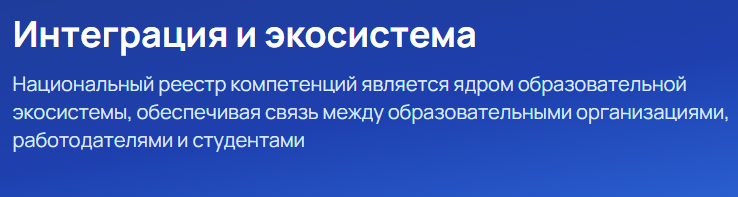 Интеграция и экосистема
Национальный реестр компетенций является ядром образовательной
экосистемы, обеспечивая связь между образовательными организациями,
работодателями и студентами